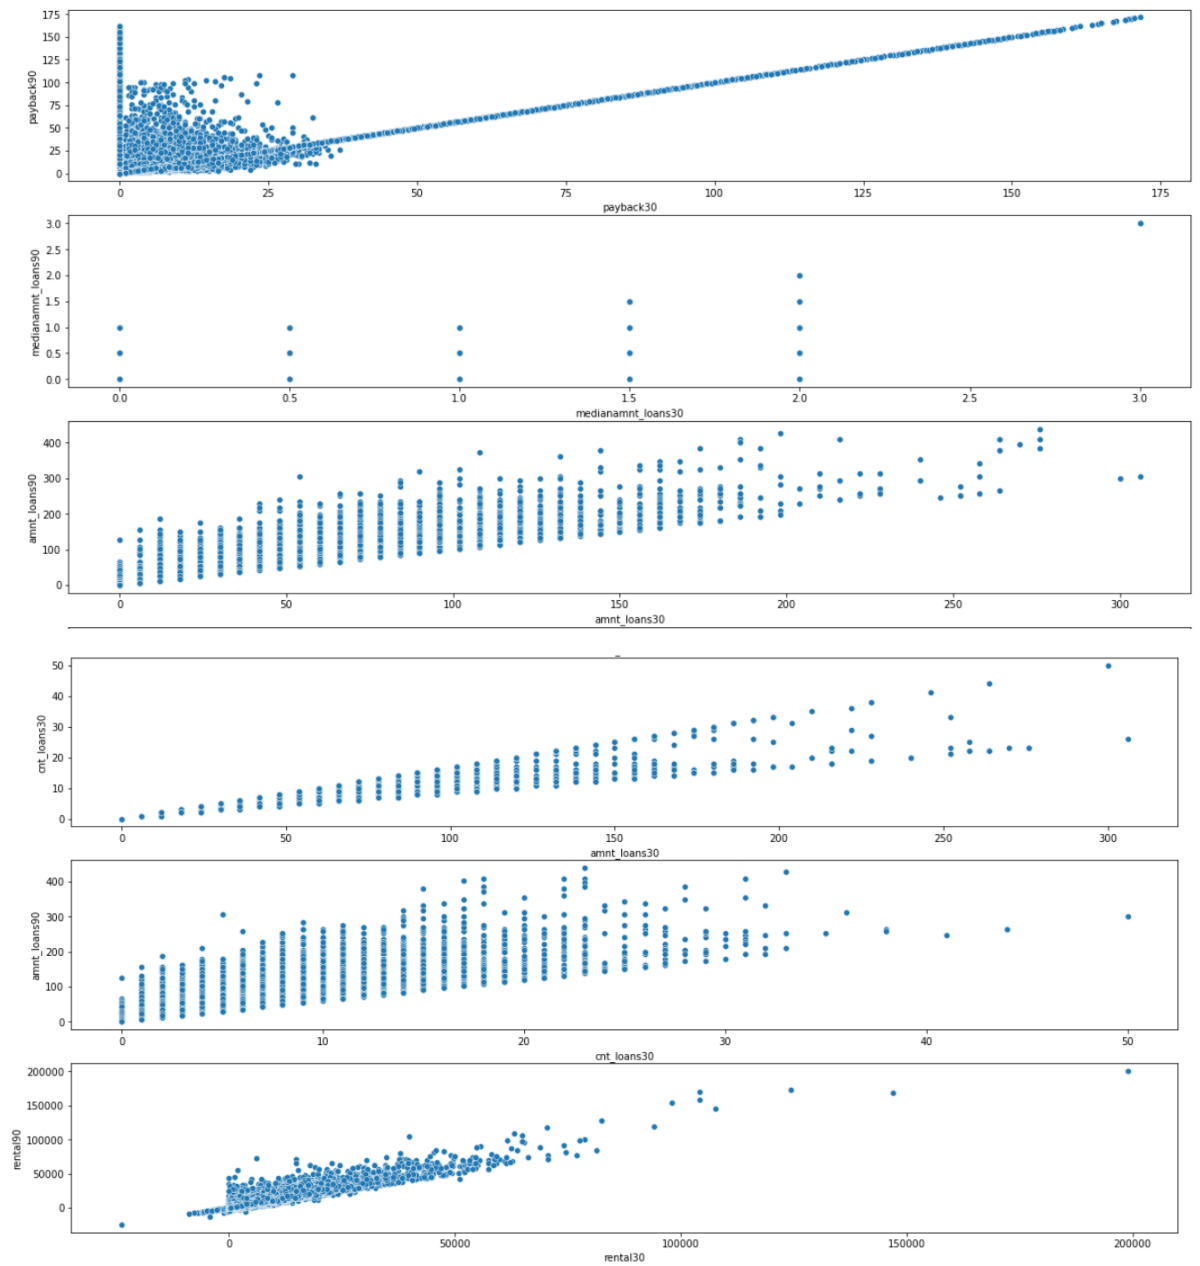 175
150
125
100
75
50
25
0
payback90
0 25 50 75 100 125 150 175
payback30
3.0
2.5
2.0
1.5
1.0
0.5
0.0
medianamnt_loans90
0.0 0.5 1.0 1.5 2.0 2.5 3.0
medianamnt_loans30
400
300
200
100
0
amnt_loans90
0 50 100 150 200 250 300
amnt_loans30
50
40
30
20
10
0
cnt_loans30
0 50 100 150 200 250 300
amnt_loans30
400
300
200
100
0
amnt_loans90
0 10 20 30 40 50
cnt_loans30
200000
150000
100000
50000
0
rental90
0 50000 100000 150000 200000
rental30